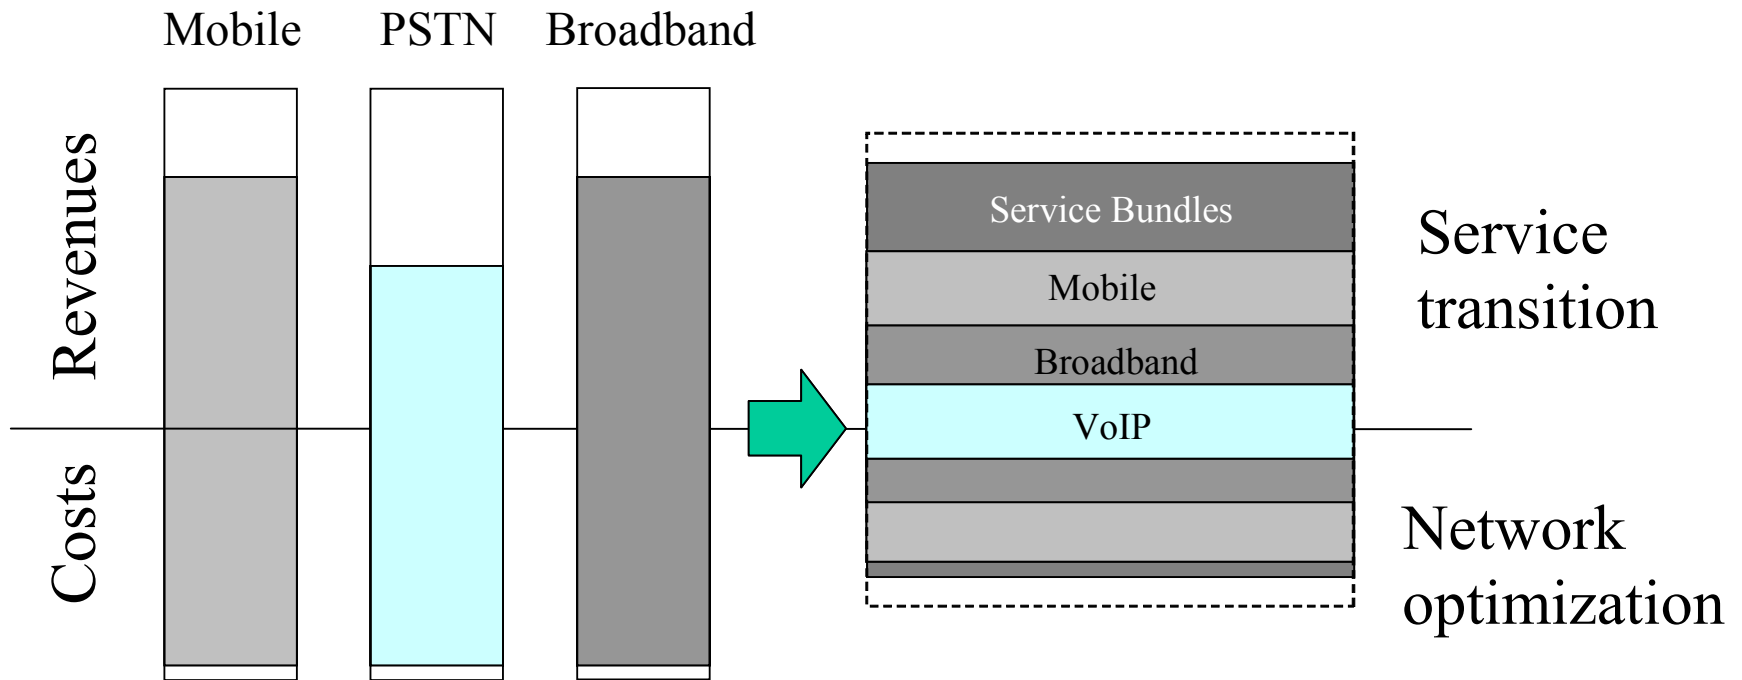 Mobile
PSTN
Broadband
Revenues
Costs
Service Bundles
Mobile
Broadband
VoIP
Service
transition
Network
optimization